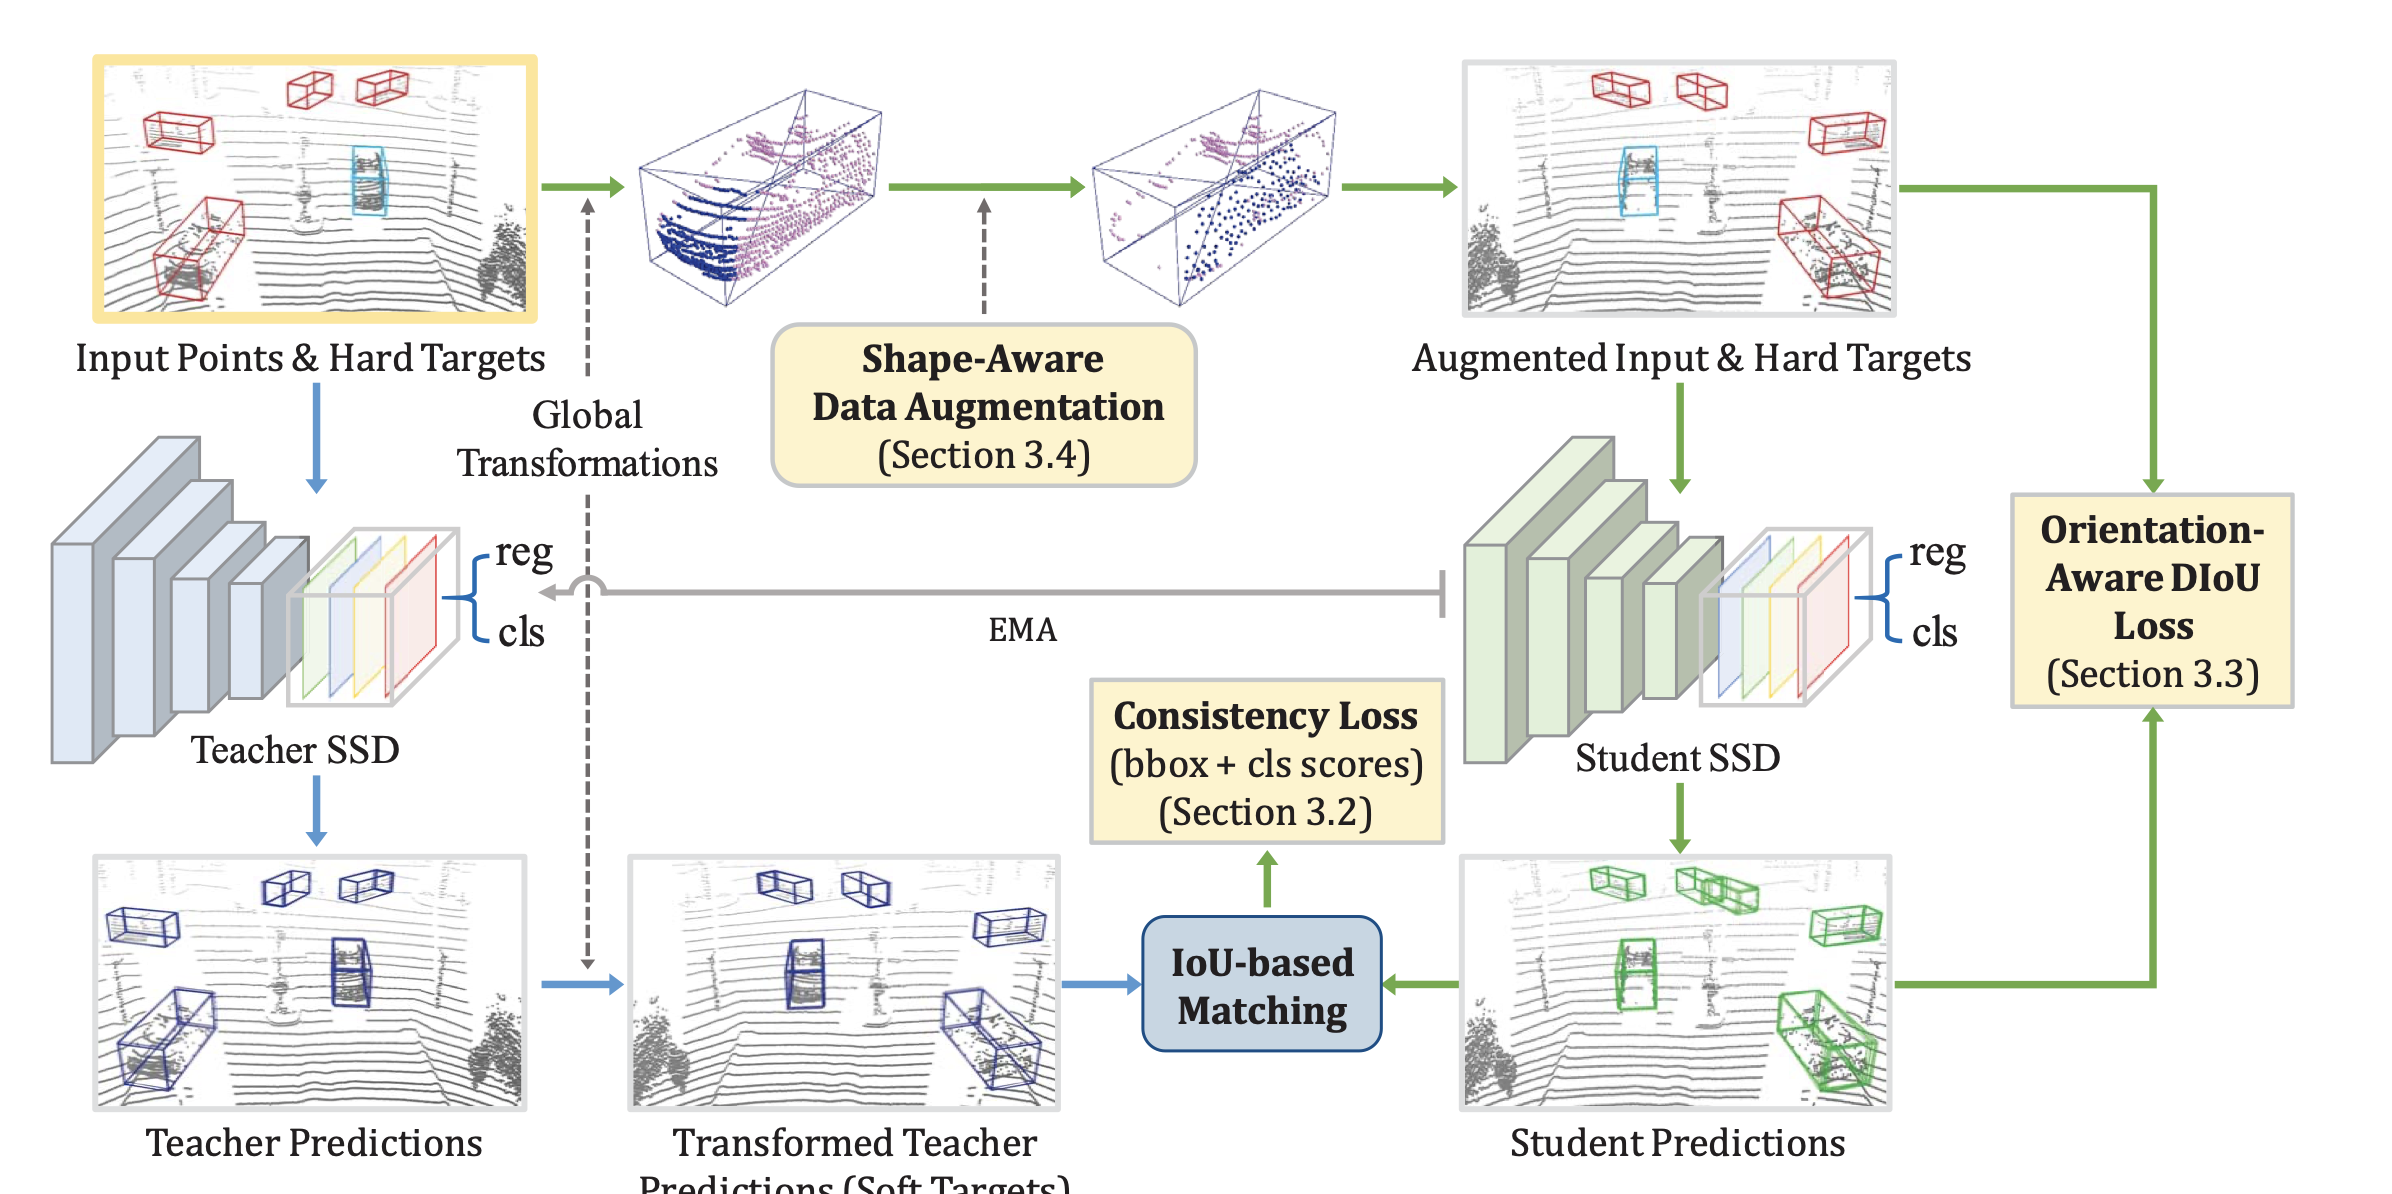 Input Points & Hard Targets
Global
Transformations
Shape-Aware
Data Augmentation
(Section 3.4)
Augmented Input & Hard Targets
reg
cls
Teacher SSD
EMA
reg
cls
Student SSD
Orientation-
Aware DIoU
Loss
(Section 3.3)
Consistency Loss
(bbox + cls scores)
(Section 3.2)
IoU-based
Matching
Teacher Predictions
Transformed Teacher
Predictions (Soft Targets)
Student Predictions